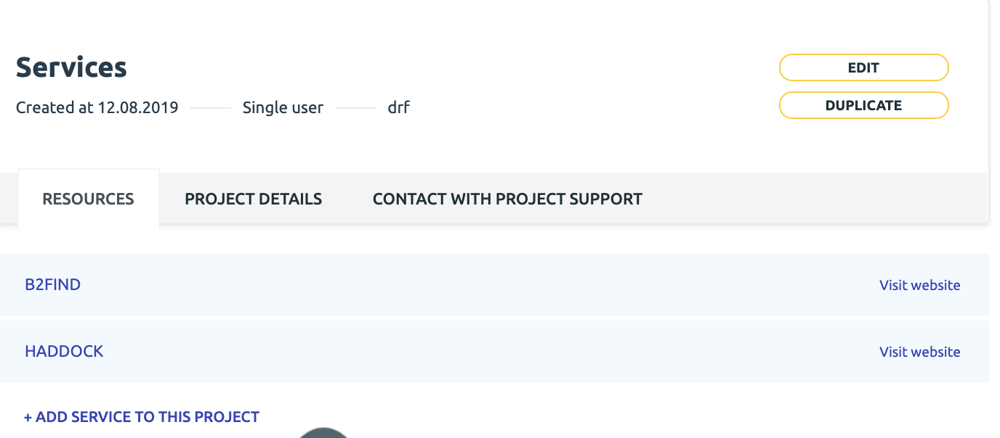 Services
EDIT
Created at 12.08.2019 Single user drf
DUPLICATE
RESOURCES PROJECT DETAILS CONTACT WITH PROJECT SUPPORT
B2FIND Visit website
HADDOCK Visit website
+ ADD SERVICE TO THIS PROJECT